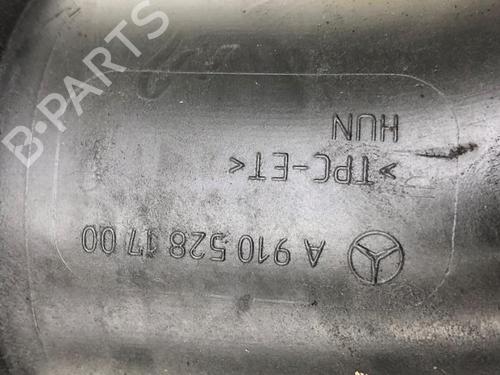 A 910 528 17 00
>TPC-ET<
HUN
B-PARTS